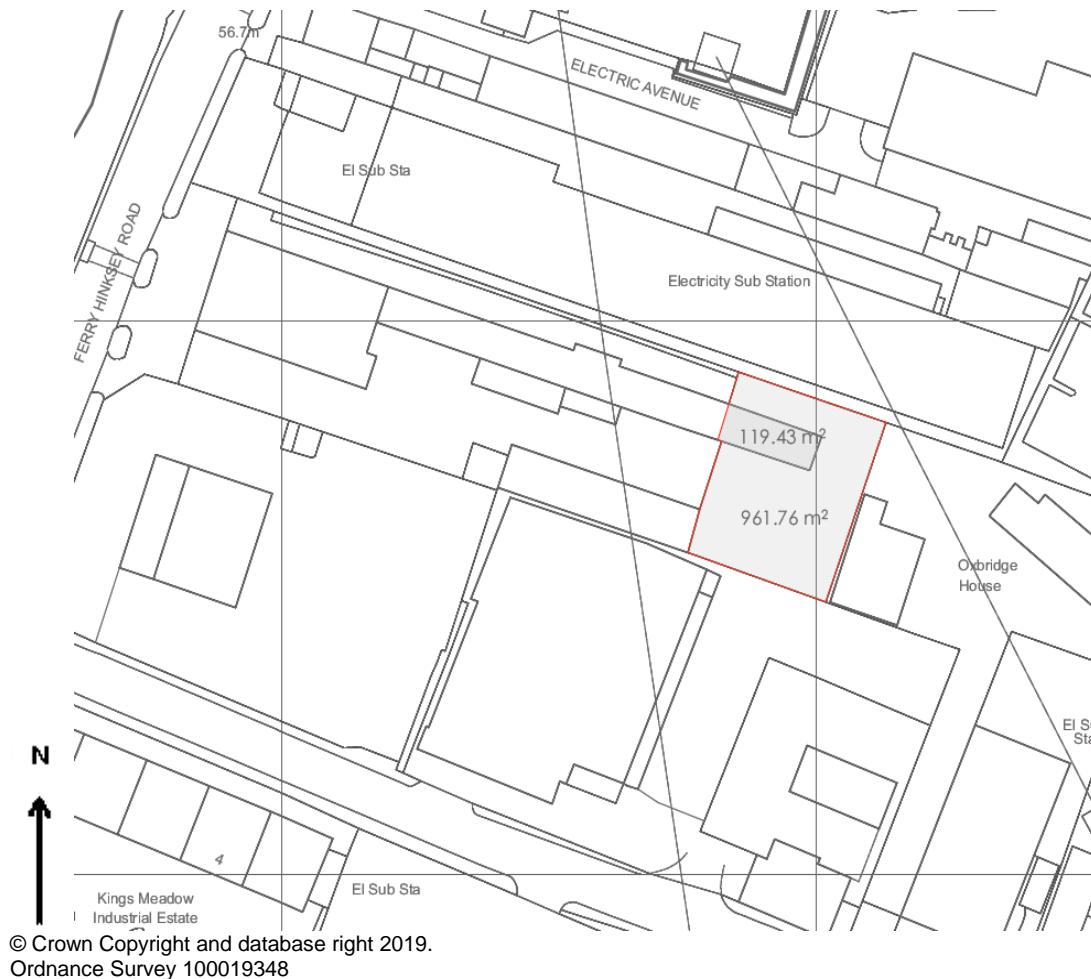 56.7m
ELECTRIC AVENUE
El Sub Sta
FERRY HINKSEY ROAD
Electricity Sub Station
119.43 m²
961.76 m²
Oxbridge
House
El S
Sta
N
4
Kings Meadow
Industrial Estate
El Sub Sta
© Crown Copyright and database right 2019.
Ordnance Survey 100019348